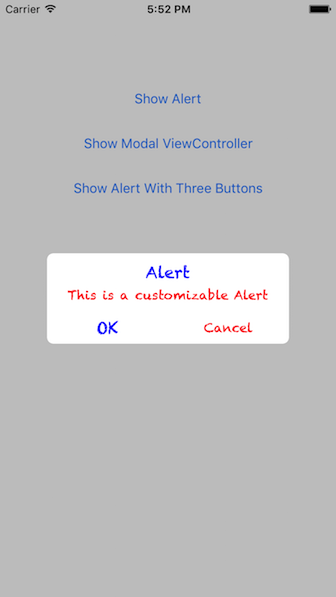 Carrier 5:52 PM
Show Alert
Show Modal ViewController
Show Alert With Three Buttons
Alert
This is a customizable Alert
OK Cancel